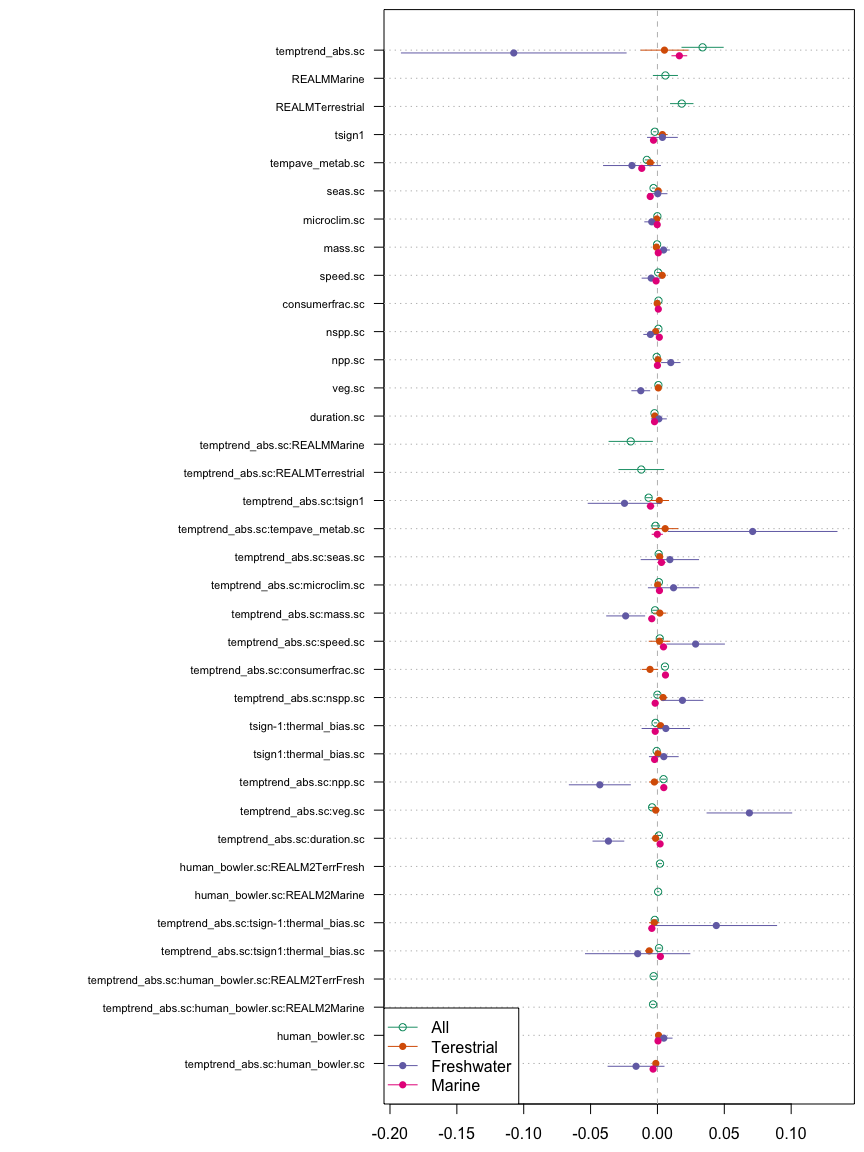 temptrend_abs.sc
REALMMarine
REALMTerrestrial
tsign1
tempave_metab.sc
seas.sc
microclim.sc
mass.sc
speed.sc
consumerfrac.sc
nspp.sc
npp.sc
veg.sc
duration.sc
temptrend_abs.sc:REALMMarine
temptrend_abs.sc:REALMTerrestrial
temptrend_abs.sc:tsign1
temptrend_abs.sc:tempave_metab.sc
temptrend_abs.sc:seas.sc
temptrend_abs.sc:microclim.sc
temptrend_abs.sc:mass.sc
temptrend_abs.sc:speed.sc
temptrend_abs.sc:consumerfrac.sc
temptrend_abs.sc:nspp.sc
tsign-1:thermal_bias.sc
tsign1:thermal_bias.sc
temptrend_abs.sc:npp.sc
temptrend_abs.sc:veg.sc
temptrend_abs.sc:duration.sc
human_bowler.sc:REALM2TerrFresh
human_bowler.sc:REALM2Marine
temptrend_abs.sc:tsign-1:thermal_bias.sc
temptrend_abs.sc:tsign1:thermal_bias.sc
temptrend_abs.sc:human_bowler.sc:REALM2TerrFresh
temptrend_abs.sc:human_bowler.sc:REALM2Marine
human_bowler.sc
temptrend_abs.sc:human_bowler.sc
All
Terestrial
Freshwater
Marine
-0.20 -0.15 -0.10 -0.05 0.00 0.05 0.10